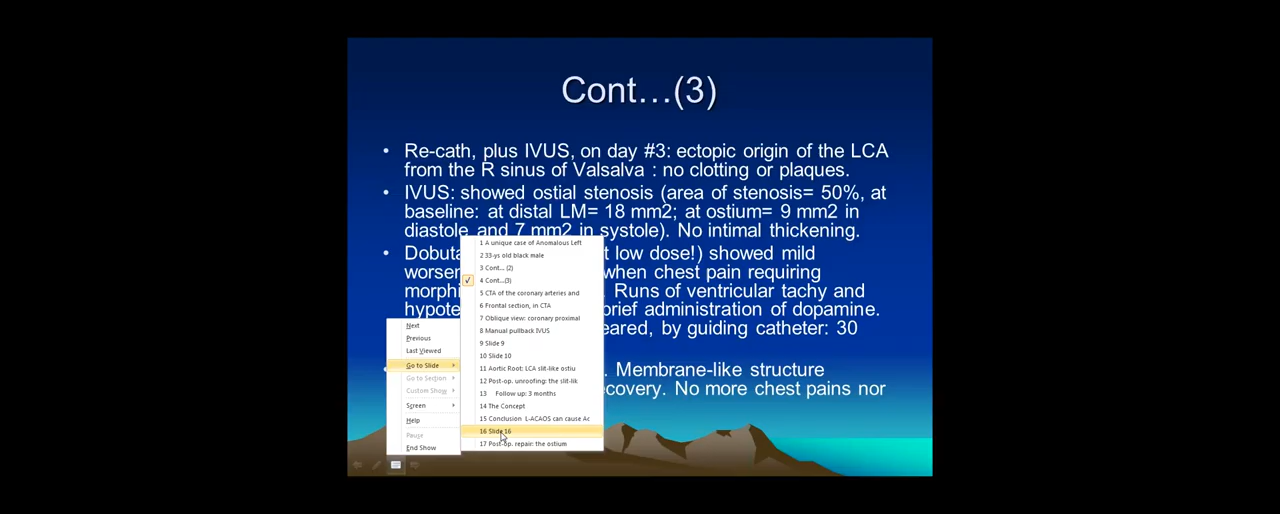 Cont…(3)
• Re-cath, plus IVUS, on day #3: ectopic origin of the LCA
from the R sinus of Valsalva : no clotting or plaques.
• IVUS: showed ostial stenosis (area of stenosis= 50%, at
baseline: at distal LM= 18 mm2; at ostium= 9 mm2 in
diastole and 7 mm2 in systole). No intimal thickening.
• Dobuta t low dose!) showed mild
worsen when chest pain requiring
morphi . Runs of ventricular tachy and
hypote brief administration of dopamine.
eared, by guiding catheter: 30
. Membrane-like structure
ecovery. No more chest pains nor
Next
Previous
Last Viewed
Go to Slide
Go to Section
Custom Show
Screen
Help
Pause
End Show
1 A unique case of Anomalous Left
2 33-ys old black male
3 Cont... (2)
4 Cont...(3)
5 CTA of the coronary arteries and
6 Frontal section, in CTA
7 Oblique view: coronary proximal
8 Manual pullback IVUS
9 Slide 9
10 Slide 10
11 Aortic Root: LCA slit-like ostiu
12 Post-op. unroofing: the slit-lik
13 Follow up: 3 months
14 The Concept
15 Conclusion L-ACAOS can cause Ac
16 Slide 16
17 Post-op. repair: the ostium